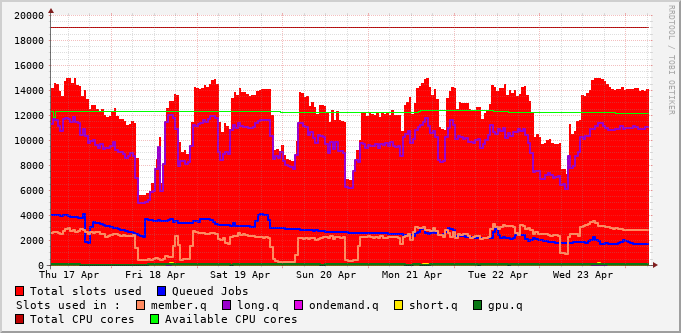 RRDTOOL / TOBI OETIKER
20000
18000
16000
14000
12000
10000
8000
6000
4000
2000
0
Thu 17 Apr Fri 18 Apr Sat 19 Apr Sun 20 Apr Mon 21 Apr Tue 22 Apr Wed 23 Apr
Total slots used Queued Jobs
Slots used in : member.q long.q ondemand.q short.q gpu.q
Total CPU cores Available CPU cores